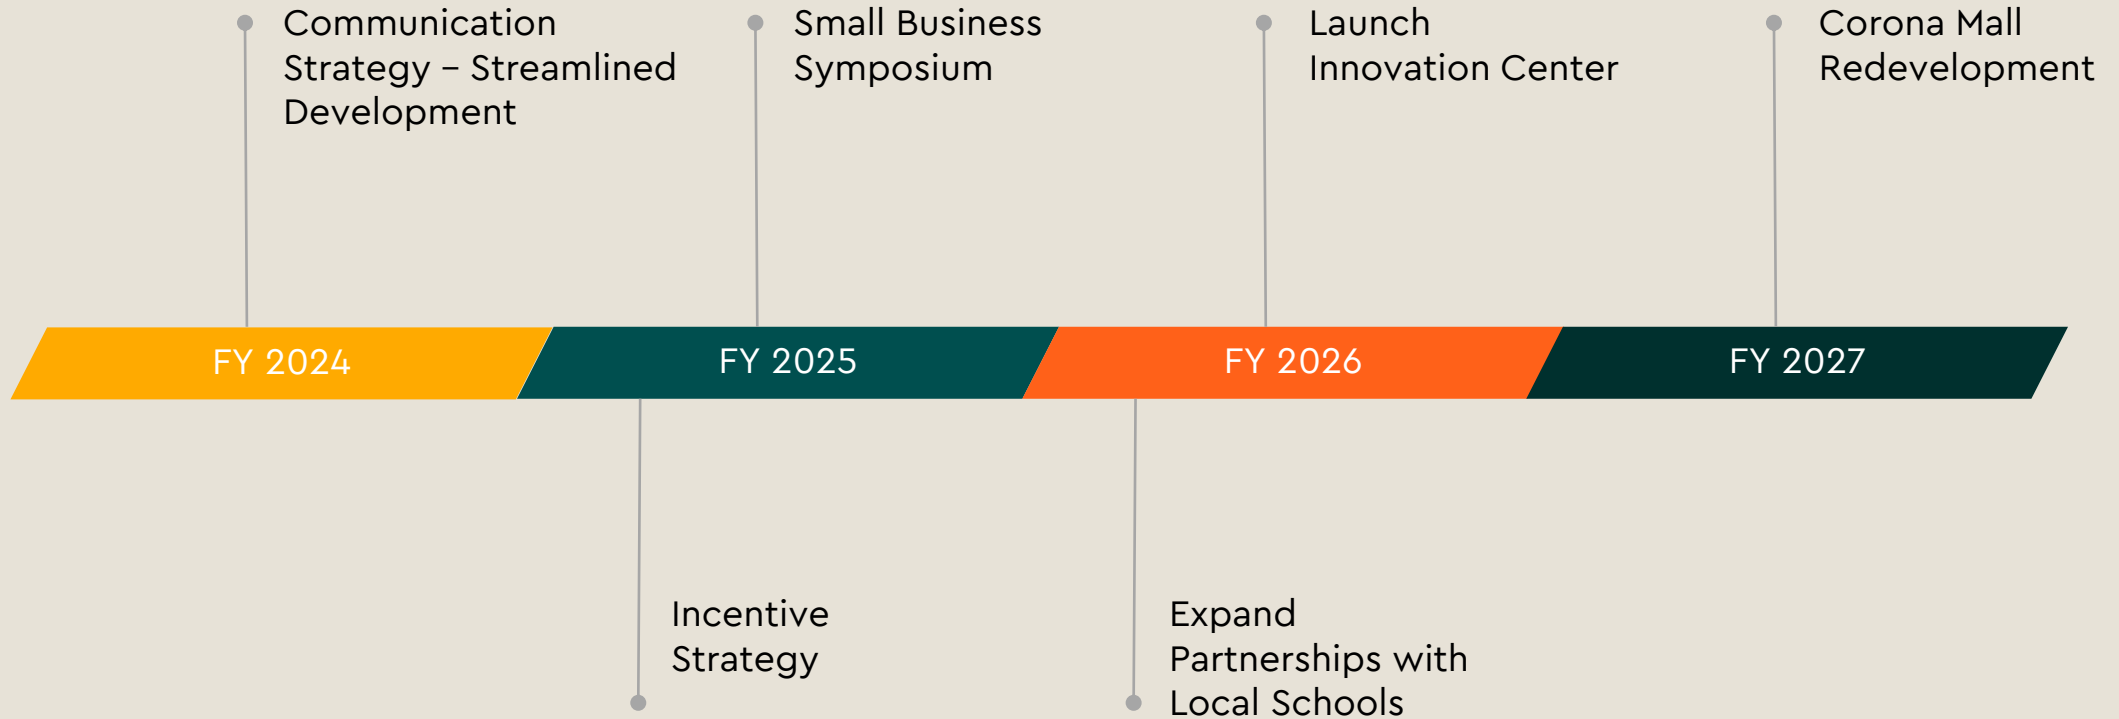 Communication
Strategy – Streamlined
Development
Small Business
Symposium
Launch
Innovation Center
Corona Mall
Redevelopment
FY 2024
FY 2025
FY 2026
FY 2027
Incentive
Strategy
Expand
Partnerships with
Local Schools